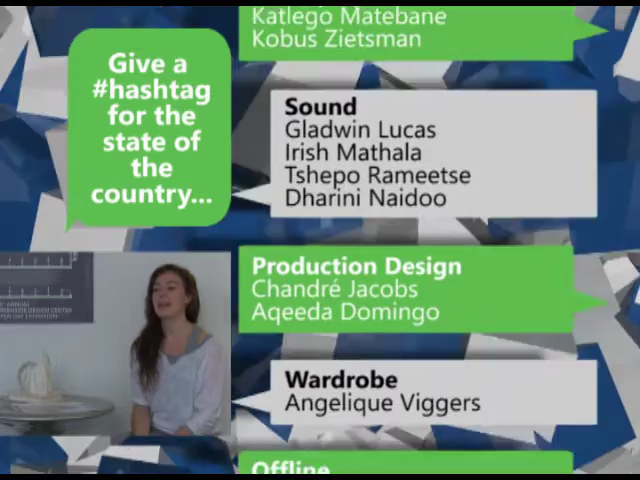 Katlego Matebane
Kobus Zietsman
Give a
#hashtag
for the
state of
the
country...
Sound
Gladwin Lucas
Irish Mathala
Tshepo Rameetse
Dharini Naidoo
Production Design
Chandré Jacobs
Aqeeda Domingo
Wardrobe
Angelique Viggers
Offline